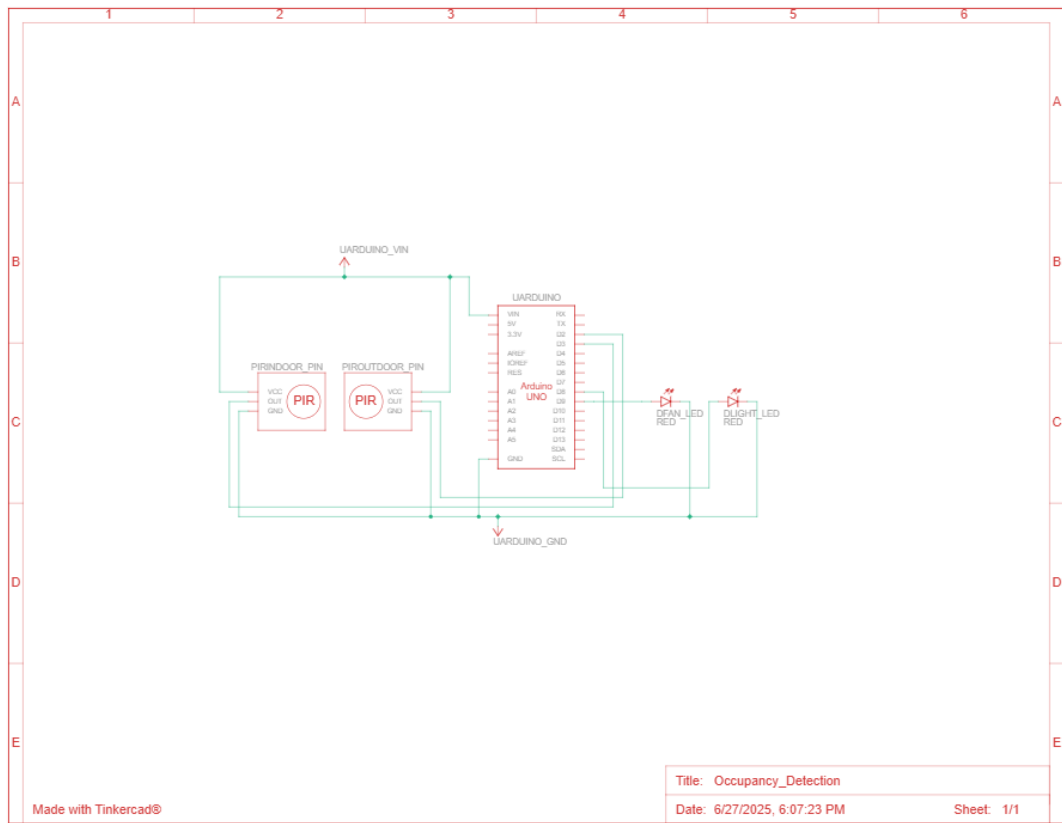 1 2 3 4 5 6
A A
UARDUINO_VIN
B B
UARDUINO
VIN RX
5V TX
3.3V D2
D3
AREF D4
IOREF D5
RES D6
D7
PIRINDOOR_PIN PIROUTDOOR_PIN
VCC VCC A0 D8
OUT PIR PIR OUT A1 D9
GND GND A2 D10
Arduino
UNO
A3 D11
A4 D12
A5 D13
SDA
GND SCL
DFAN_LED DLIGHT_LED
RED RED
C C
UARDUINO_GND
D D
E E
Title: Occupancy_Detection
Made with Tinkercad®
Date: 6/27/2025, 6:07:23 PM Sheet: 1/1